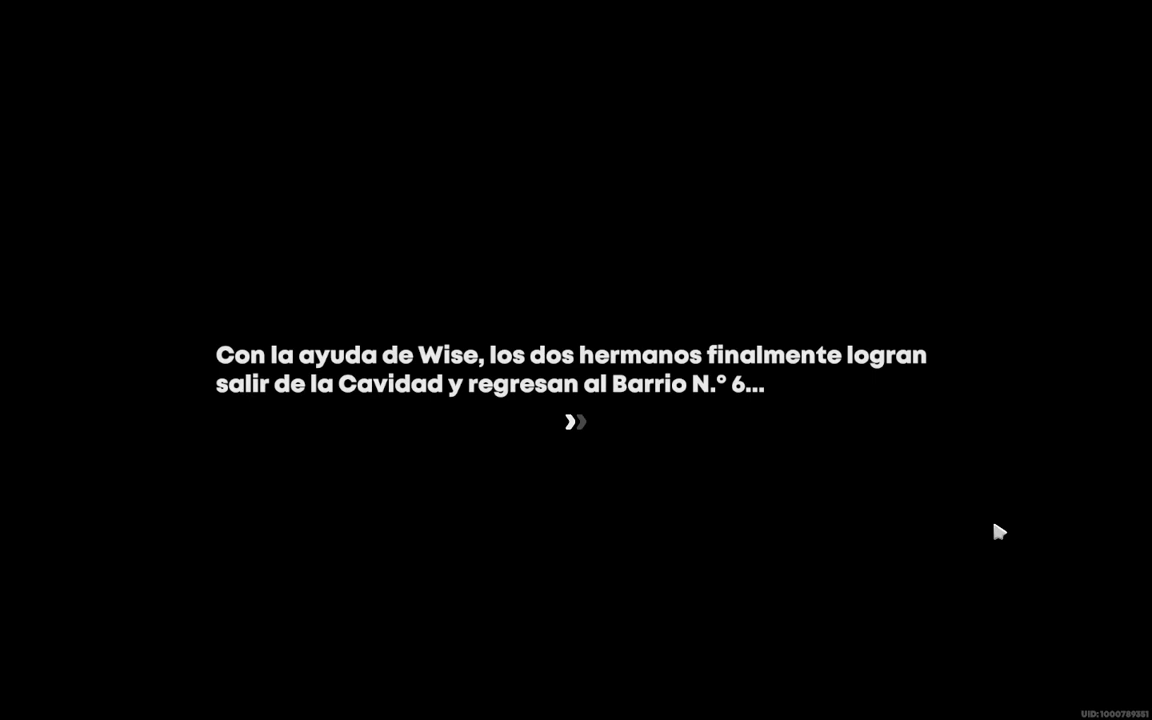 Con la ayuda de Wise, los dos hermanos finalmente logran
salir de la Cavidad y regresan al Barrio N.° 6...
UID: 1000789351